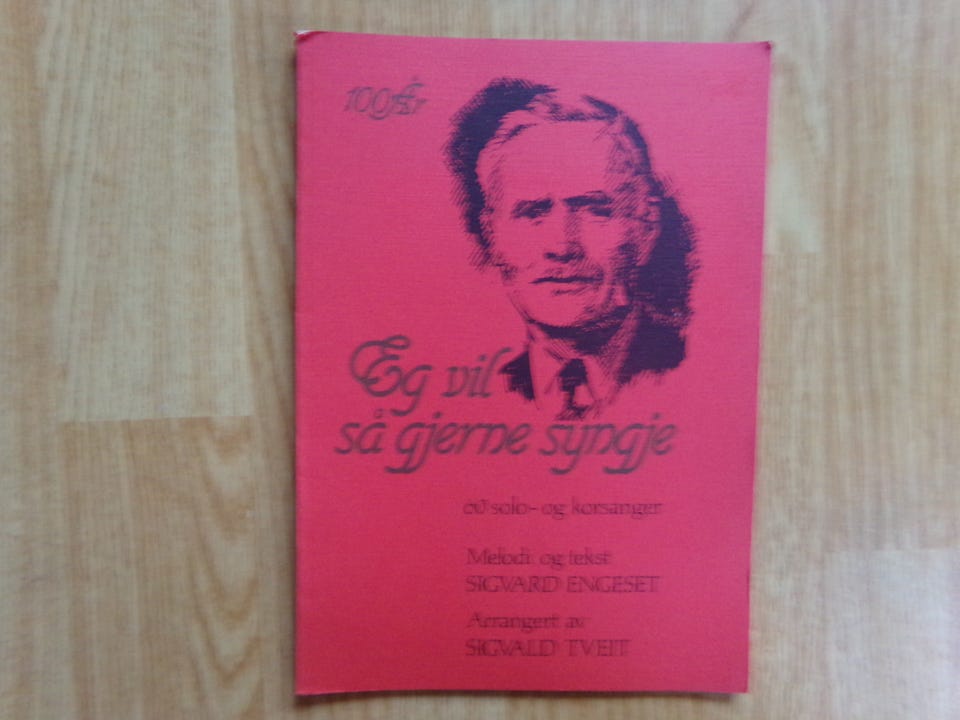 100 År
Eg vil
så gjerne syngje
solo- og korsanger
Melodi og tekst
SIGVARD ENGESET
Arrangert av
SIGVALD TVEIT